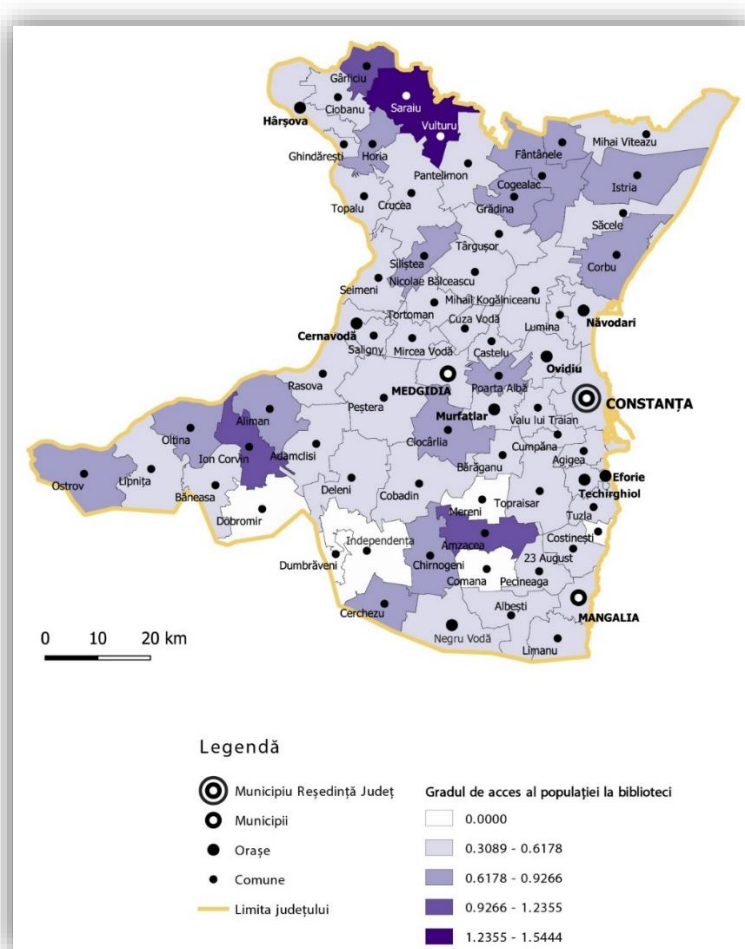 Gârliciu
Ciobanu
Saraiu
Hârșova
Vulturu
Mihai Viteazu
Ghindărești
Horia
Fântânele
Pantelimon
Cogealac
Istria
Topalu
Crucea
Grădina
Săcele
Târgușor
Siliștea
Corbu
Nicolae Bălcescu
Seimeni
Mihail Kogălniceanu
Tortoman
Cuza Vodă
Lumina
Năvodari
Cernavodă
Saligny
Mircea Vodă
Castelu
Ovidiu
Rasova
MEDGIDIA
Poarta Albă
CONSTANȚA
Peștera
Murfatlar
Valu lui Traian
Aliman
Oltina
Ciocârlia
Cumpăna
Ion Corvin
Adamclisi
Agigea
Ostrov
Lipnița
Bărăganu
Eforie
Băneasa
Deleni
Cobadin
Techirghiol
Mereni
Topraisar
Dobromir
Tuzla
Independența
Amzacea
Costinești
Dumbrăveni
Chirnogeni
23 August
Comana
Pecineaga
Cerchezu
Albești
MANGALIA
0 10 20 km
Negru Vodă
Limanu
Legendă
Municipiu Reședință Județ
Municipii
Orașe
Comune
Limita județului
Gradul de acces al populației la biblioteci
0.0000
0.3089 - 0.6178
0.6178 - 0.9266
0.9266 - 1.2355
1.2355 - 1.5444